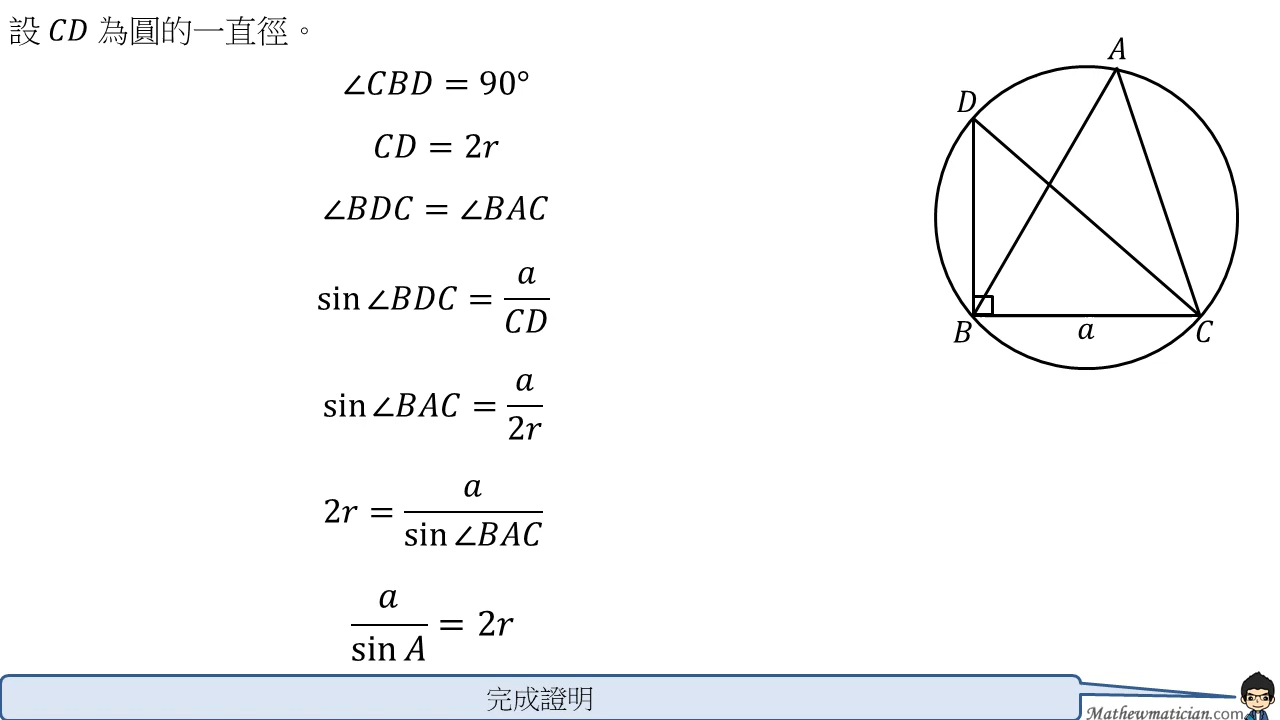 設 𝐶𝐷 為圓的一直徑。
∠CBD = 90°
CD = 2r
∠BDC = ∠BAC
sin ∠BDC = a/CD
sin ∠BAC = a/2r
2r = a/sin ∠BAC
a/sin A = 2r
A
D
B
a
C
完成證明
Mathewmatician.com